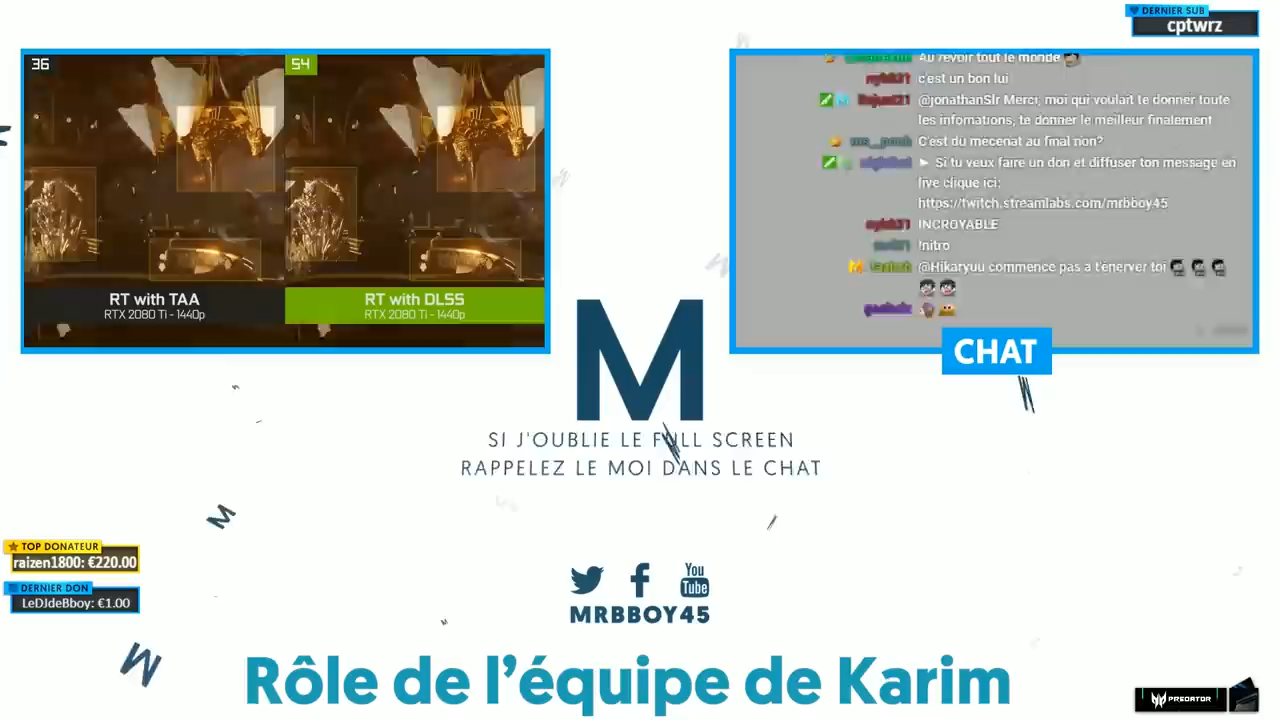 DERNIER SUB
cptwrz
36
54
RT with TAA
RTX 2080 Ti - 1440p
RT with DLSS
RTX 2080 Ti - 1440p
Au revoir tout le monde
c'est un bon lui
@jonathanSlr Merci, moi qui voulait te donner toute
les infomations, te donner le meilleur finalement
C'est du mecenat au final non?
► Si tu veux faire un don et diffuser ton message en
live clique ici:
https://twitch.streamlabs.com/mrbboy45
INCROYABLE
!nitro
@Hikaryuu commence pas a t'énerver toi
CHAT
M
SI J'OUBLIE LE FULL SCREEN
RAPPELEZ LE MOI DANS LE CHAT
TOP DONATEUR
raizen1800: €220.00
DERNIER DON
LeDJdeBboy: €1.00
You
Tube
MRBBOY45
Rôle de l'équipe de Karim
PREDATOR